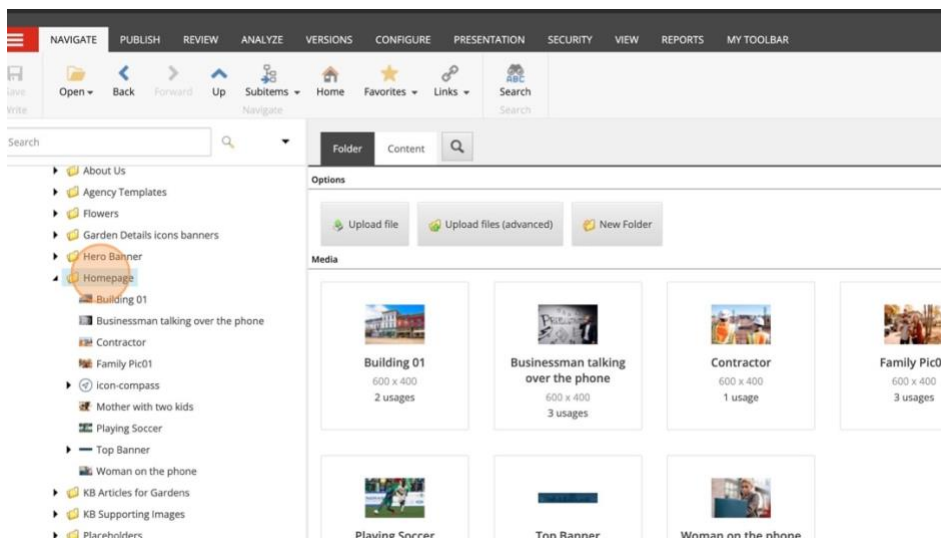 NAVIGATE PUBLISH REVIEW ANALYZE VERSIONS CONFIGURE PRESENTATION SECURITY VIEW REPORTS MY TOOLBAR
Save Open Back Forward Up Subitems Home Favorites Links Search
Write Navigate Search
Search
Folder Content
About Us
Agency Templates
Flowers
Garden Details icons banners
Hero Banner
Homepage
Building 01
Businessman talking over the phone
Contractor
Family Pic01
icon-compass
Mother with two kids
Playing Soccer
Top Banner
Woman on the phone
KB Articles for Gardens
KB Supporting Images
Placeholders
Options
Upload file Upload files (advanced) New Folder
Media
Building 01
600 x 400
2 usages
Businessman talking
over the phone
600 x 400
3 usages
Contractor
600 x 400
1 usage
Family Pic0
600 x 400
3 usages
Playing Soccer
Top Banner
Woman on the phone